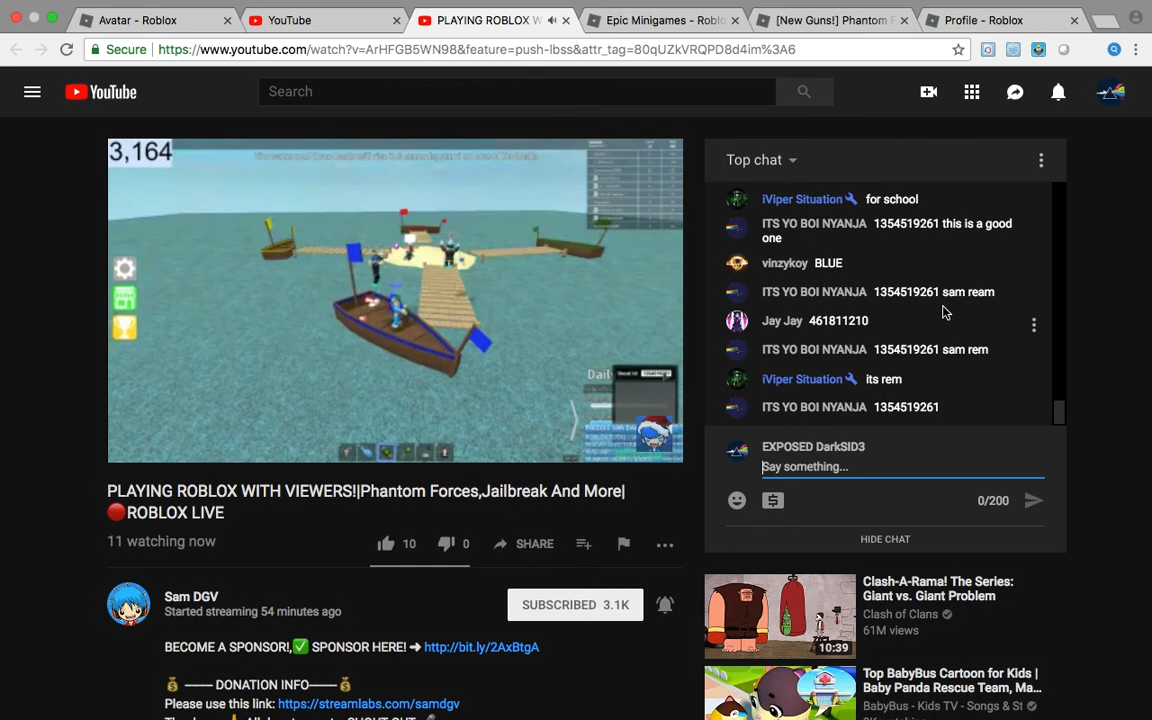 Avatar - Roblox
YouTube
PLAYING ROBLOX W
Epic Minigames - Roblo
[New Guns!] Phantom F
Profile - Roblox
Secure https://www.youtube.com/watch?v=ArHFGB5WN98&feature=push-lbss&attr_tag=80qUZkVRQPD8d4im%3A6
YouTube
Search
3,164
Dail
Top chat
iViper Situation for school
ITS YO BOI NYANJA 1354519261 this is a good
one
vinzykoy BLUE
ITS YO BOI NYANJA 1354519261 sam ream
Jay Jay 461811210
ITS YO BOI NYANJA 1354519261 sam rem
iViper Situation its rem
ITS YO BOI NYANJA 1354519261
EXPOSED DarkSID3
Say something...
0/200
HIDE CHAT
PLAYING ROBLOX WITH VIEWERS!|Phantom Forces,Jailbreak And More|
🔴ROBLOX LIVE
11 watching now
10
0
SHARE
Sam DGV
Started streaming 54 minutes ago
SUBSCRIBED 3.1K
BECOME A SPONSOR!,✅ SPONSOR HERE! ➜ http://bit.ly/2AxBtgA
💰 —— DONATION INFO——💰
Please use this link: https://streamlabs.com/samdgv
Clash-A-Rama! The Series:
Giant vs. Giant Problem
Clash of Clans
61M views
10:39
Top BabyBus Cartoon for Kids |
Baby Panda Rescue Team, Ma...
BabyBus - Kids TV - Songs & St